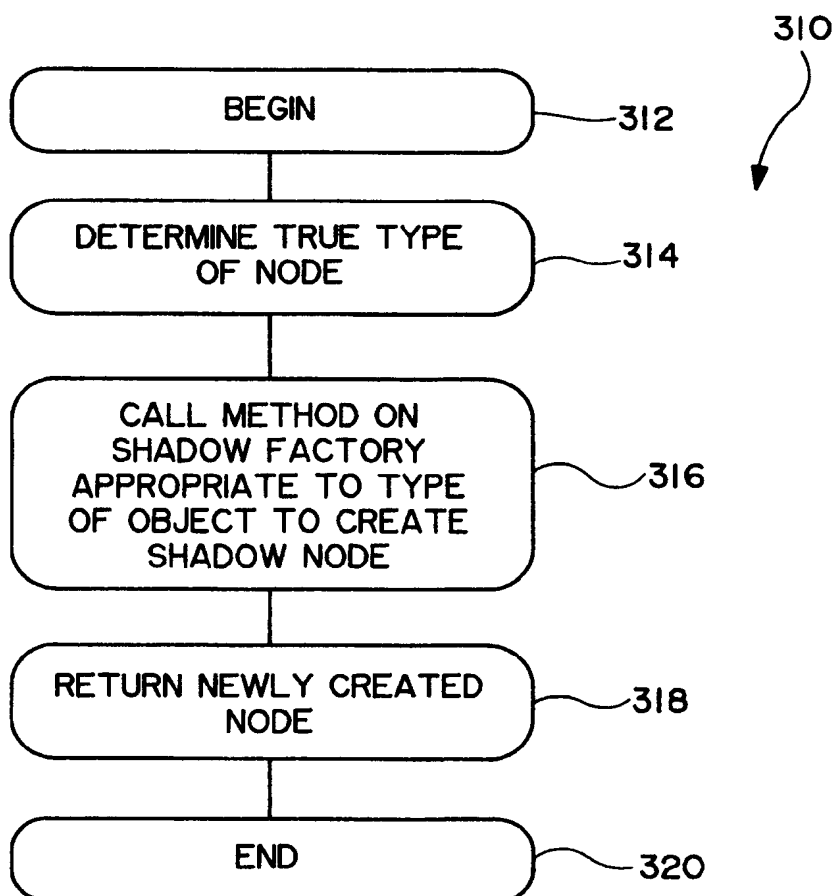 310
BEGIN
312
DETERMINE TRUE TYPE
OF NODE
314
CALL METHOD ON
SHADOW FACTORY
APPROPRIATE TO TYPE
OF OBJECT TO CREATE
SHADOW NODE
316
RETURN NEWLY CREATED
NODE
318
END
320